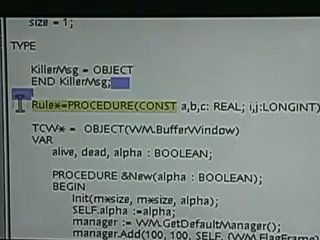 size = 1;
TYPE
KillerMsg = OBJECT
END KillerMsg;
Rule*=PROCEDURE(CONST a,b,c: REAL; i,j:LONGINT)
TCW* = OBJECT(WM.BufferWindow)
VAR
alive, dead, alpha : BOOLEAN;
PROCEDURE &New(alpha : BOOLEAN);
BEGIN
Init(m*size, m*size, alpha);
SELF.alpha :=alpha;
manager := WM.GetDefaultManager();
manager.Add(100, 100, SELF, {WM.FlagFrame}